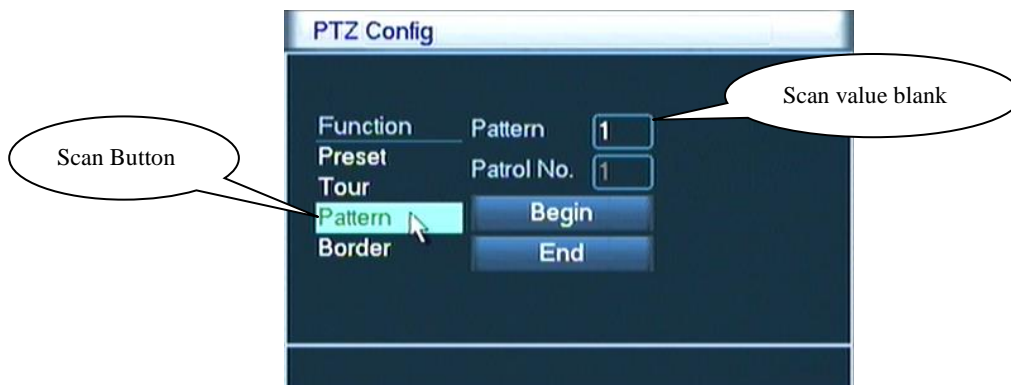 PTZ Config
Scan value blank
Function
Pattern
1
Scan Button
Preset
Patrol No.
1
Tour
Pattern
Begin
Border
End